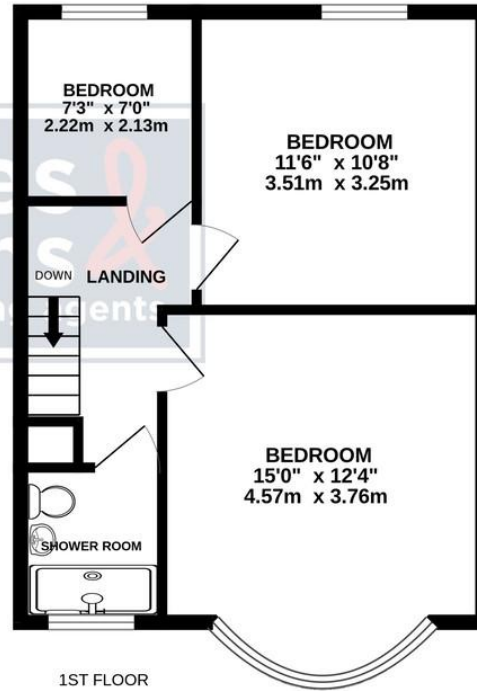 BEDROOM
7'3" x 7'0"
2.22m x 2.13m
BEDROOM
11'6" x 10'8"
3.51m x 3.25m
DOWN
LANDING
BEDROOM
15'0" x 12'4"
4.57m x 3.76m
SHOWER ROOM
1ST FLOOR